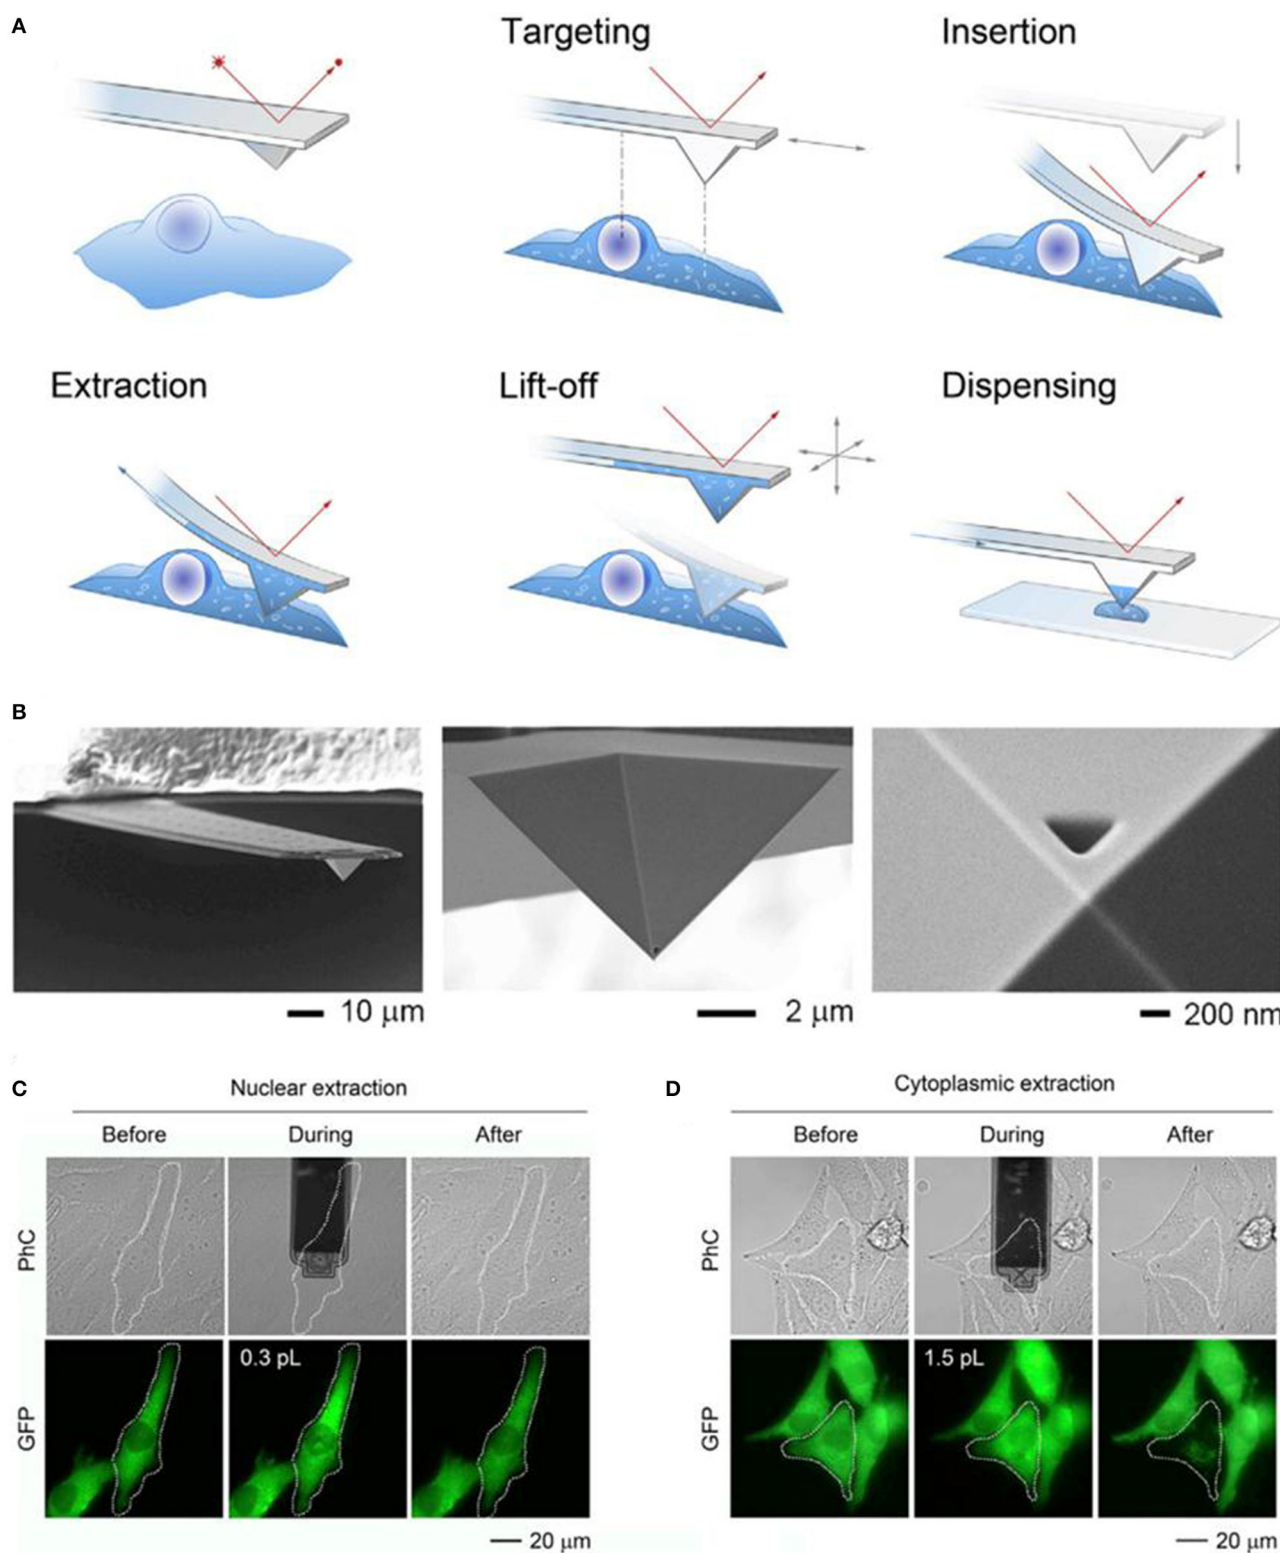 A
Targeting
Insertion
Extraction
Lift-off
Dispensing
B
10 μm
2 μm
200 nm
C
Nuclear extraction
Before
During
After
PhC
GFP
0.3 pL
20 μm
D
Cytoplasmic extraction
Before
During
After
PhC
GFP
1.5 pL
20 μm